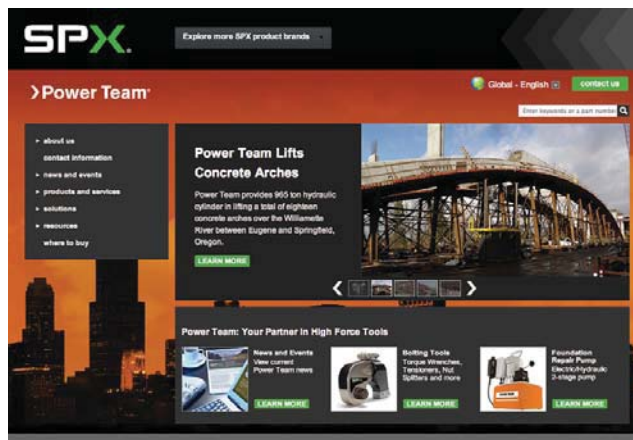 SPX.
Explore more SPX product brands
Power Team
Global - English
contact us
Enter keywords or a part number
about us
contact information
news and events
products and services
solutions
resources
where to buy
Power Team Lifts
Concrete Arches
Power Team provides 965 ton hydraulic
cylinder in lifting a total of eighteen
concrete arches over the Williamette
River between Eugene and Springfield,
Oregon.
LEARN MORE
Power Team: Your Partner in High Force Tools
News and Events
View current
Power Team news
LEARN MORE
Bolting Tools
Torque Wrenches,
Tensioners, Nut
Splitters and more
LEARN MORE
Foundation
Repair Pump
Electric/Hydraulic
2-stage pump
LEARN MORE